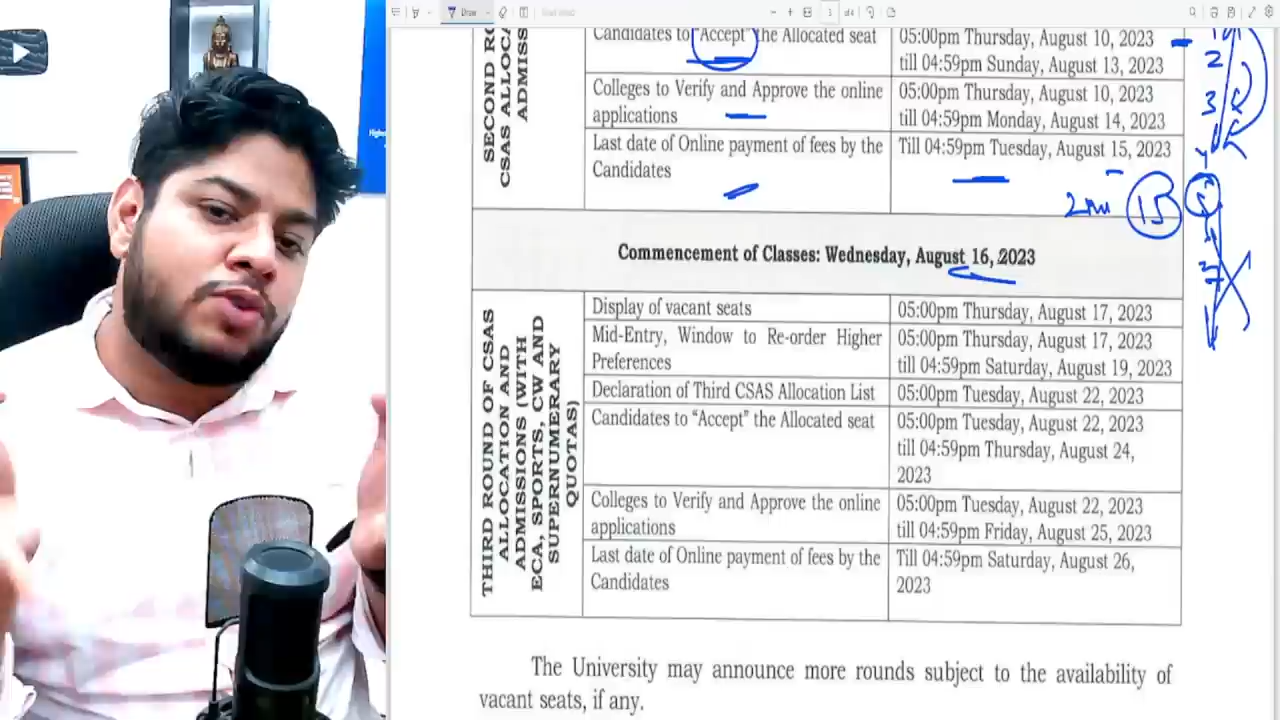 Draw
Read aloud
1 of 4
SECOND RO
CSAS ALLOCA
ADMISS
Candidates to "Accept" the Allocated seat
05:00pm Thursday, August 10, 2023
till 04:59pm Sunday, August 13, 2023
Colleges to Verify and Approve the online
applications
05:00pm Thursday, August 10, 2023
till 04:59pm Monday, August 14, 2023
Last date of Online payment of fees by the
Candidates
Till 04:59pm Tuesday, August 15, 2023
15
2
3
Commencement of Classes: Wednesday, August 16, 2023
THIRD ROUND OF CSAS
ALLOCATION AND
ADMISSIONS (WITH
ECA, SPORTS, CW AND
SUPERNUMERARY
QUOTAS)
Display of vacant seats
05:00pm Thursday, August 17, 2023
Mid-Entry, Window to Re-order Higher
Preferences
05:00pm Thursday, August 17, 2023
till 04:59pm Saturday, August 19, 2023
Declaration of Third CSAS Allocation List
05:00pm Tuesday, August 22, 2023
Candidates to "Accept" the Allocated seat
05:00pm Tuesday, August 22, 2023
till 04:59pm Thursday, August 24,
2023
Colleges to Verify and Approve the online
applications
05:00pm Tuesday, August 22, 2023
till 04:59pm Friday, August 25, 2023
Last date of Online payment of fees by the
Candidates
Till 04:59pm Saturday, August 26,
2023
The University may announce more rounds subject to the availability of
vacant seats, if any.